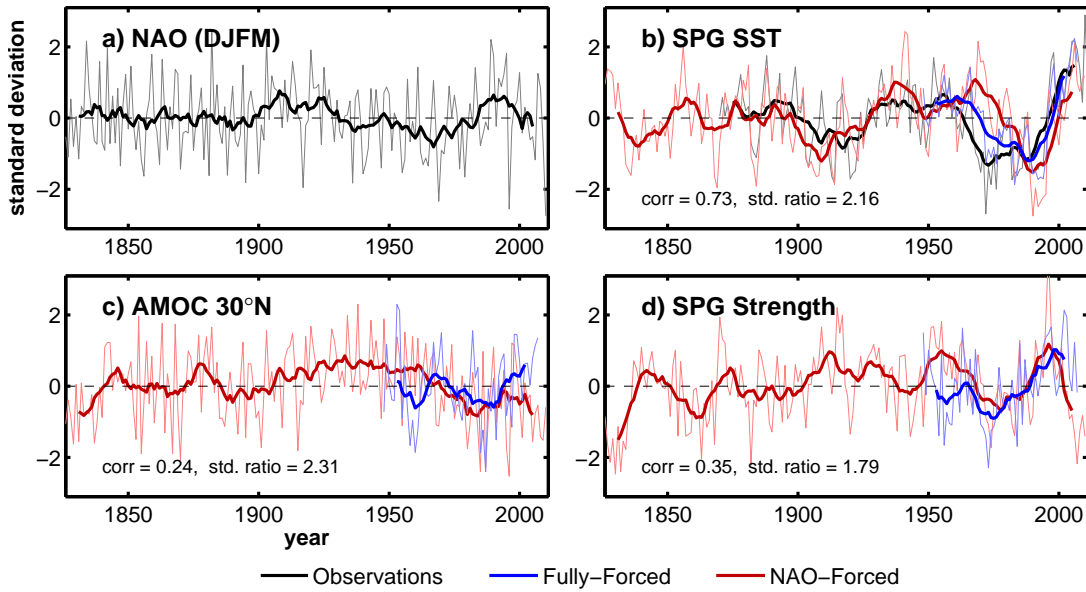 a) NAO (DJFM)
b) SPG SST
standard deviation
2
0
−2
2
0
−2
corr = 0.73, std. ratio = 2.16
1850
1900
1950
2000
1850
1900
1950
2000
c) AMOC 30°N
d) SPG Strength
2
0
−2
2
0
−2
corr = 0.24, std. ratio = 2.31
corr = 0.35, std. ratio = 1.79
1850
1900
1950
2000
1850
1900
1950
2000
year
Observations
Fully−Forced
NAO−Forced